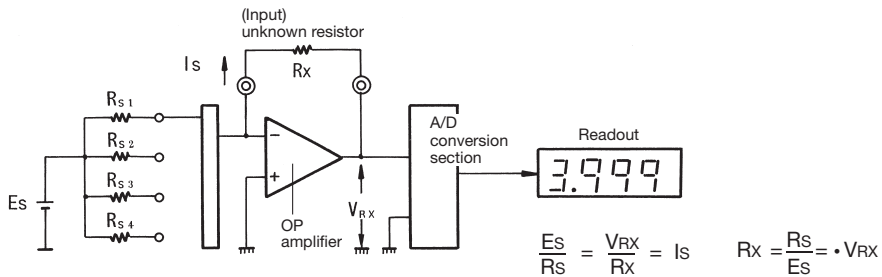 (Input)
unknown resistor
Is
Rx
RS1
RS2
RS3
RS4
Es
−
+
OP
amplifier
VRX
A/D
conversion
section
Readout
3.999
Es/Rs = VRX/Rx = Is
Rx = Rs/Es = • VRX